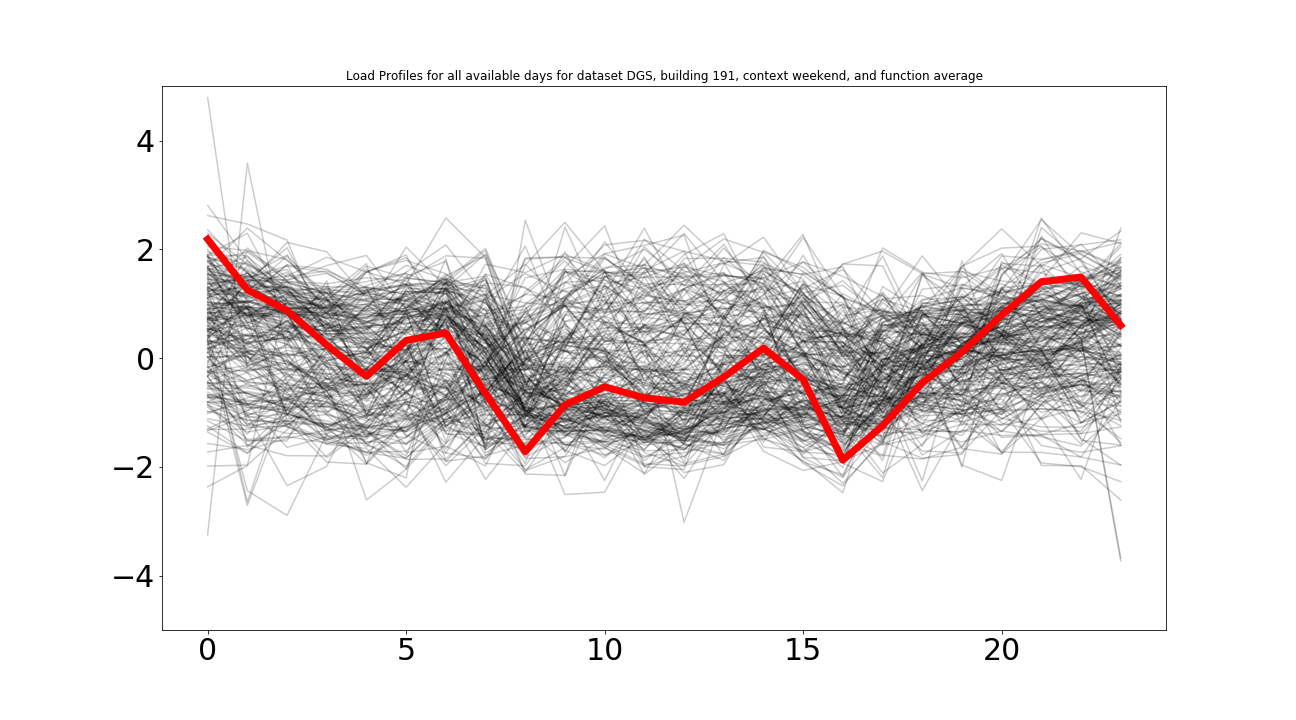 Load Profiles for all available days for dataset DGS, building 191, context weekend, and function average
4
2
0
−2
−4
0 5 10 15 20